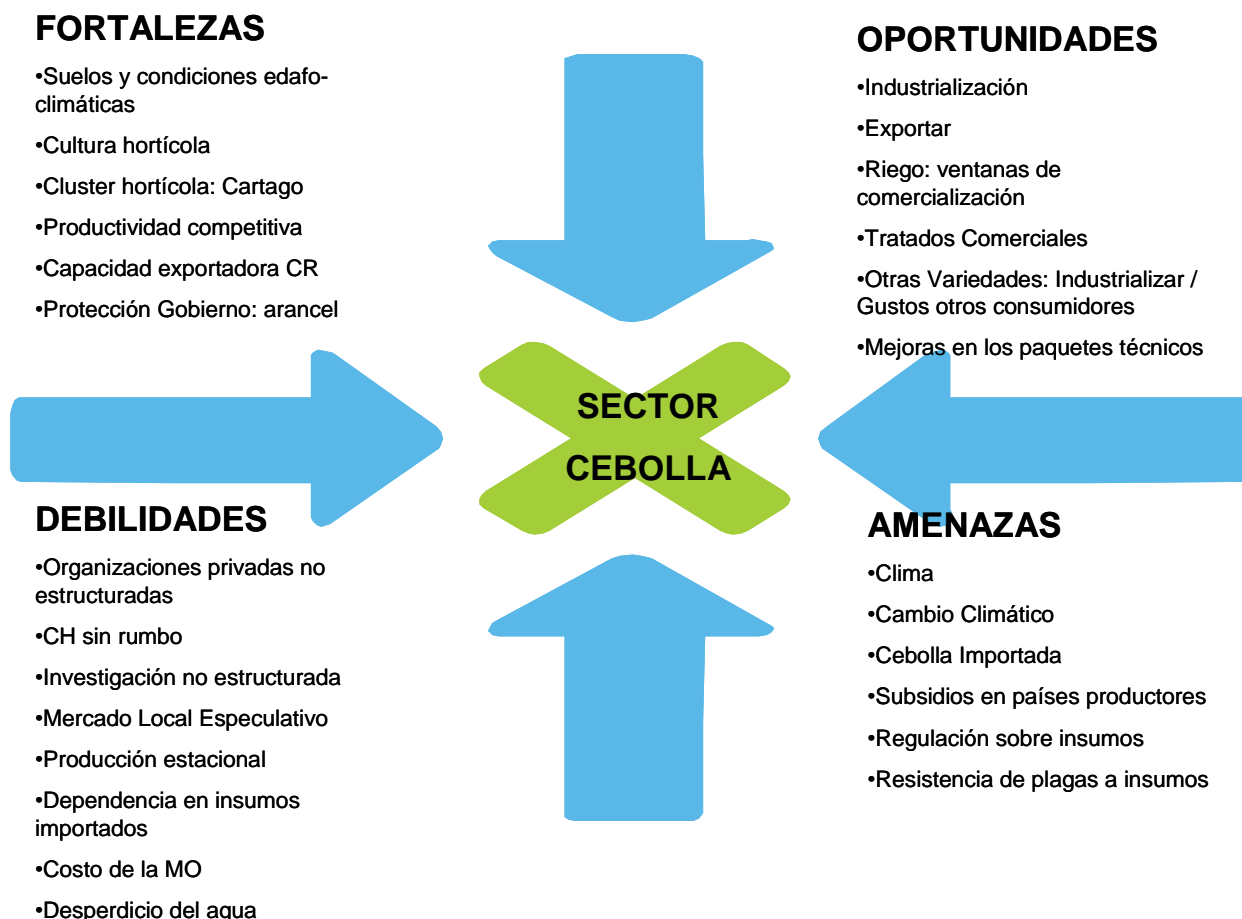 FORTALEZAS
•Suelos y condiciones edafo-
climáticas
•Cultura hortícola
•Cluster hortícola: Cartago
•Productividad competitiva
•Capacidad exportadora CR
•Protección Gobierno: arancel
OPORTUNIDADES
•Industrialización
•Exportar
•Riego: ventanas de
comercialización
•Tratados Comerciales
•Otras Variedades: Industrializar /
Gustos otros consumidores
•Mejoras en los paquetes técnicos
SECTOR
CEBOLLA
DEBILIDADES
•Organizaciones privadas no
estructuradas
•CH sin rumbo
•Investigación no estructurada
•Mercado Local Especulativo
•Producción estacional
•Dependencia en insumos
importados
•Costo de la MO
•Desperdicio del agua
AMENAZAS
•Clima
•Cambio Climático
•Cebolla Importada
•Subsidios en países productores
•Regulación sobre insumos
•Resistencia de plagas a insumos